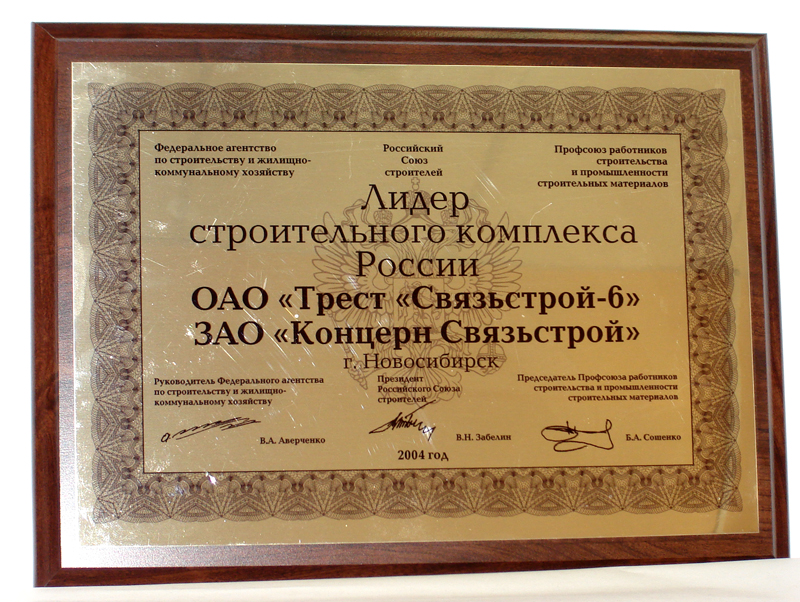 Федеральное агентство
по строительству и жилищно-
коммунальному хозяйству
Российский
Союз
строителей
Профсоюз работников
строительства
и промышленности
строительных материалов
Лидер
строительного комплекса
России
ОАО «Трест «Связьстрой-6»
ЗАО «Концерн Связьстрой»
г. Новосибирск
Руководитель Федерального агентства
по строительству и жилищно-
коммунальному хозяйству
В.А. Аверченко
Президент
Российского Союза
строителей
В.Н. Забелин
Председатель Профсоюза работников
строительства и промышленности
строительных материалов
Б.А. Сошенко
2004 год